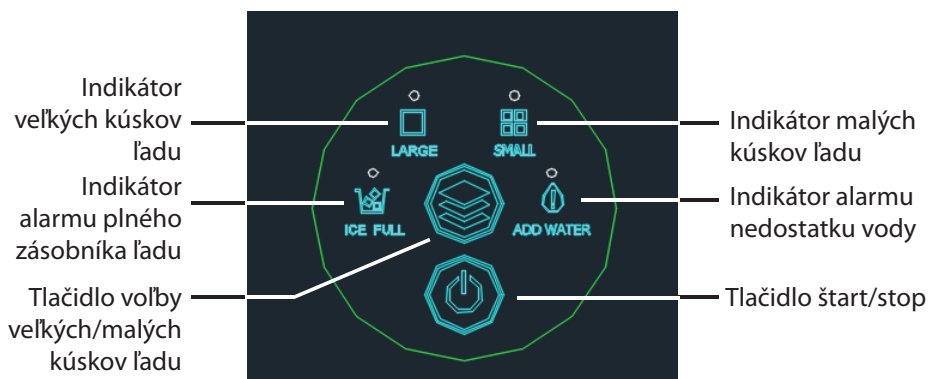 Indikátor
veľkých kúskov
ľadu
Indikátor
alarmu plného
zásobníka ľadu
Tlačidlo voľby
veľkých/malých
kúskov ľadu
LARGE
SMALL
ICE FULL
ADD WATER
Indikátor malých
kúskov ľadu
Indikátor alarmu
nedostatku vody
Tlačidlo štart/stop